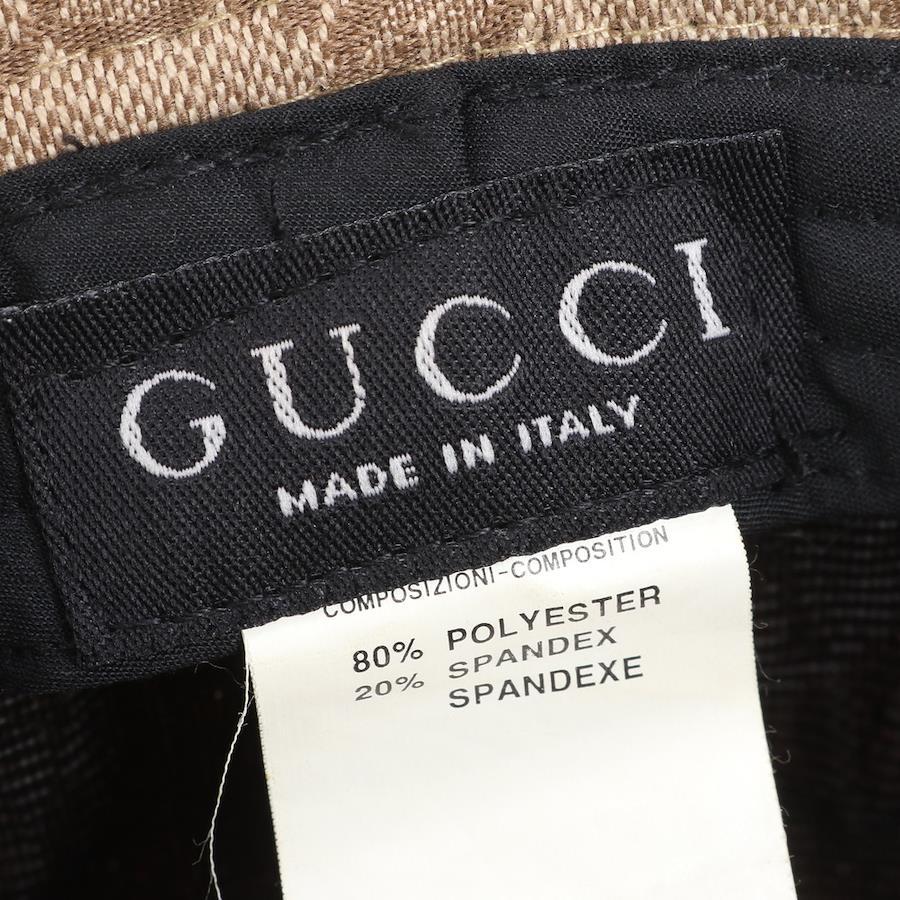 GUCCI
MADE IN ITALY
COMPOSIZIONI-COMPOSITION
80% POLYESTER
20% SPANDEX
SPANDEXE